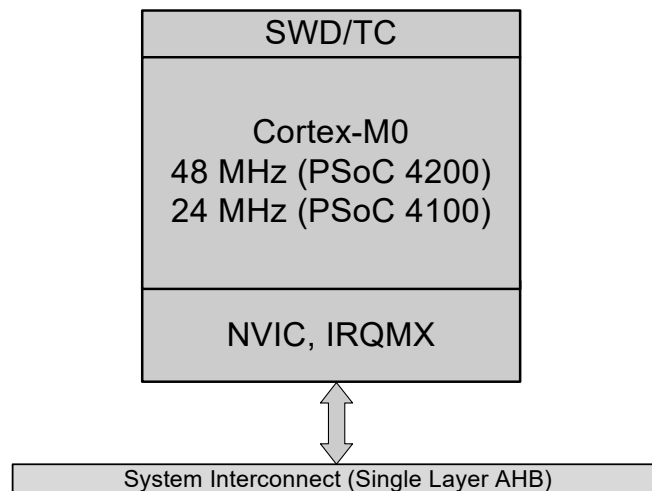 SWD/TC
Cortex-M0
48 MHz (PSoC 4200)
24 MHz (PSoC 4100)
NVIC, IRQMX
System Interconnect (Single Layer AHB)